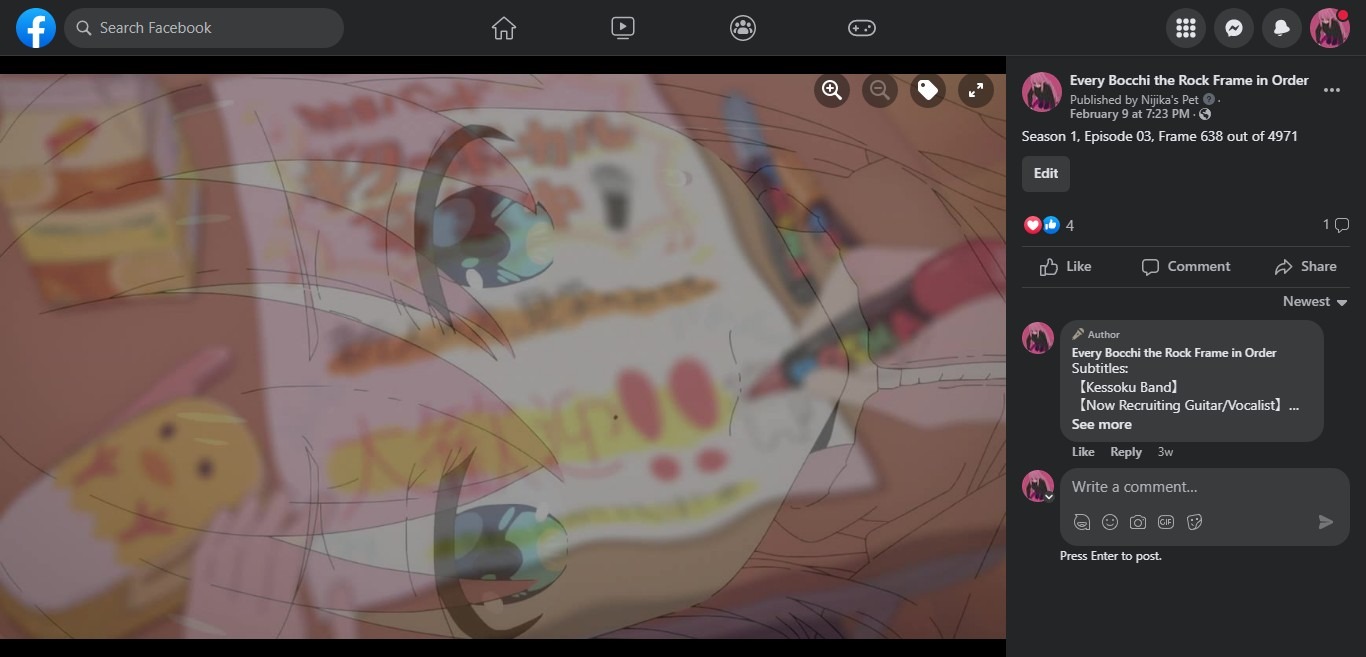 Search Facebook
Every Bocchi the Rock Frame in Order
Published by Nijika's Pet
February 9 at 7:23 PM
Season 1, Episode 03, Frame 638 out of 4971
Edit
4
1
Like
Comment
Share
Newest
Author
Every Bocchi the Rock Frame in Order
Subtitles:
【Kessoku Band】
【Now Recruiting Guitar/Vocalist】...
See more
Like Reply 3w
Write a comment...
GIF
Press Enter to post.